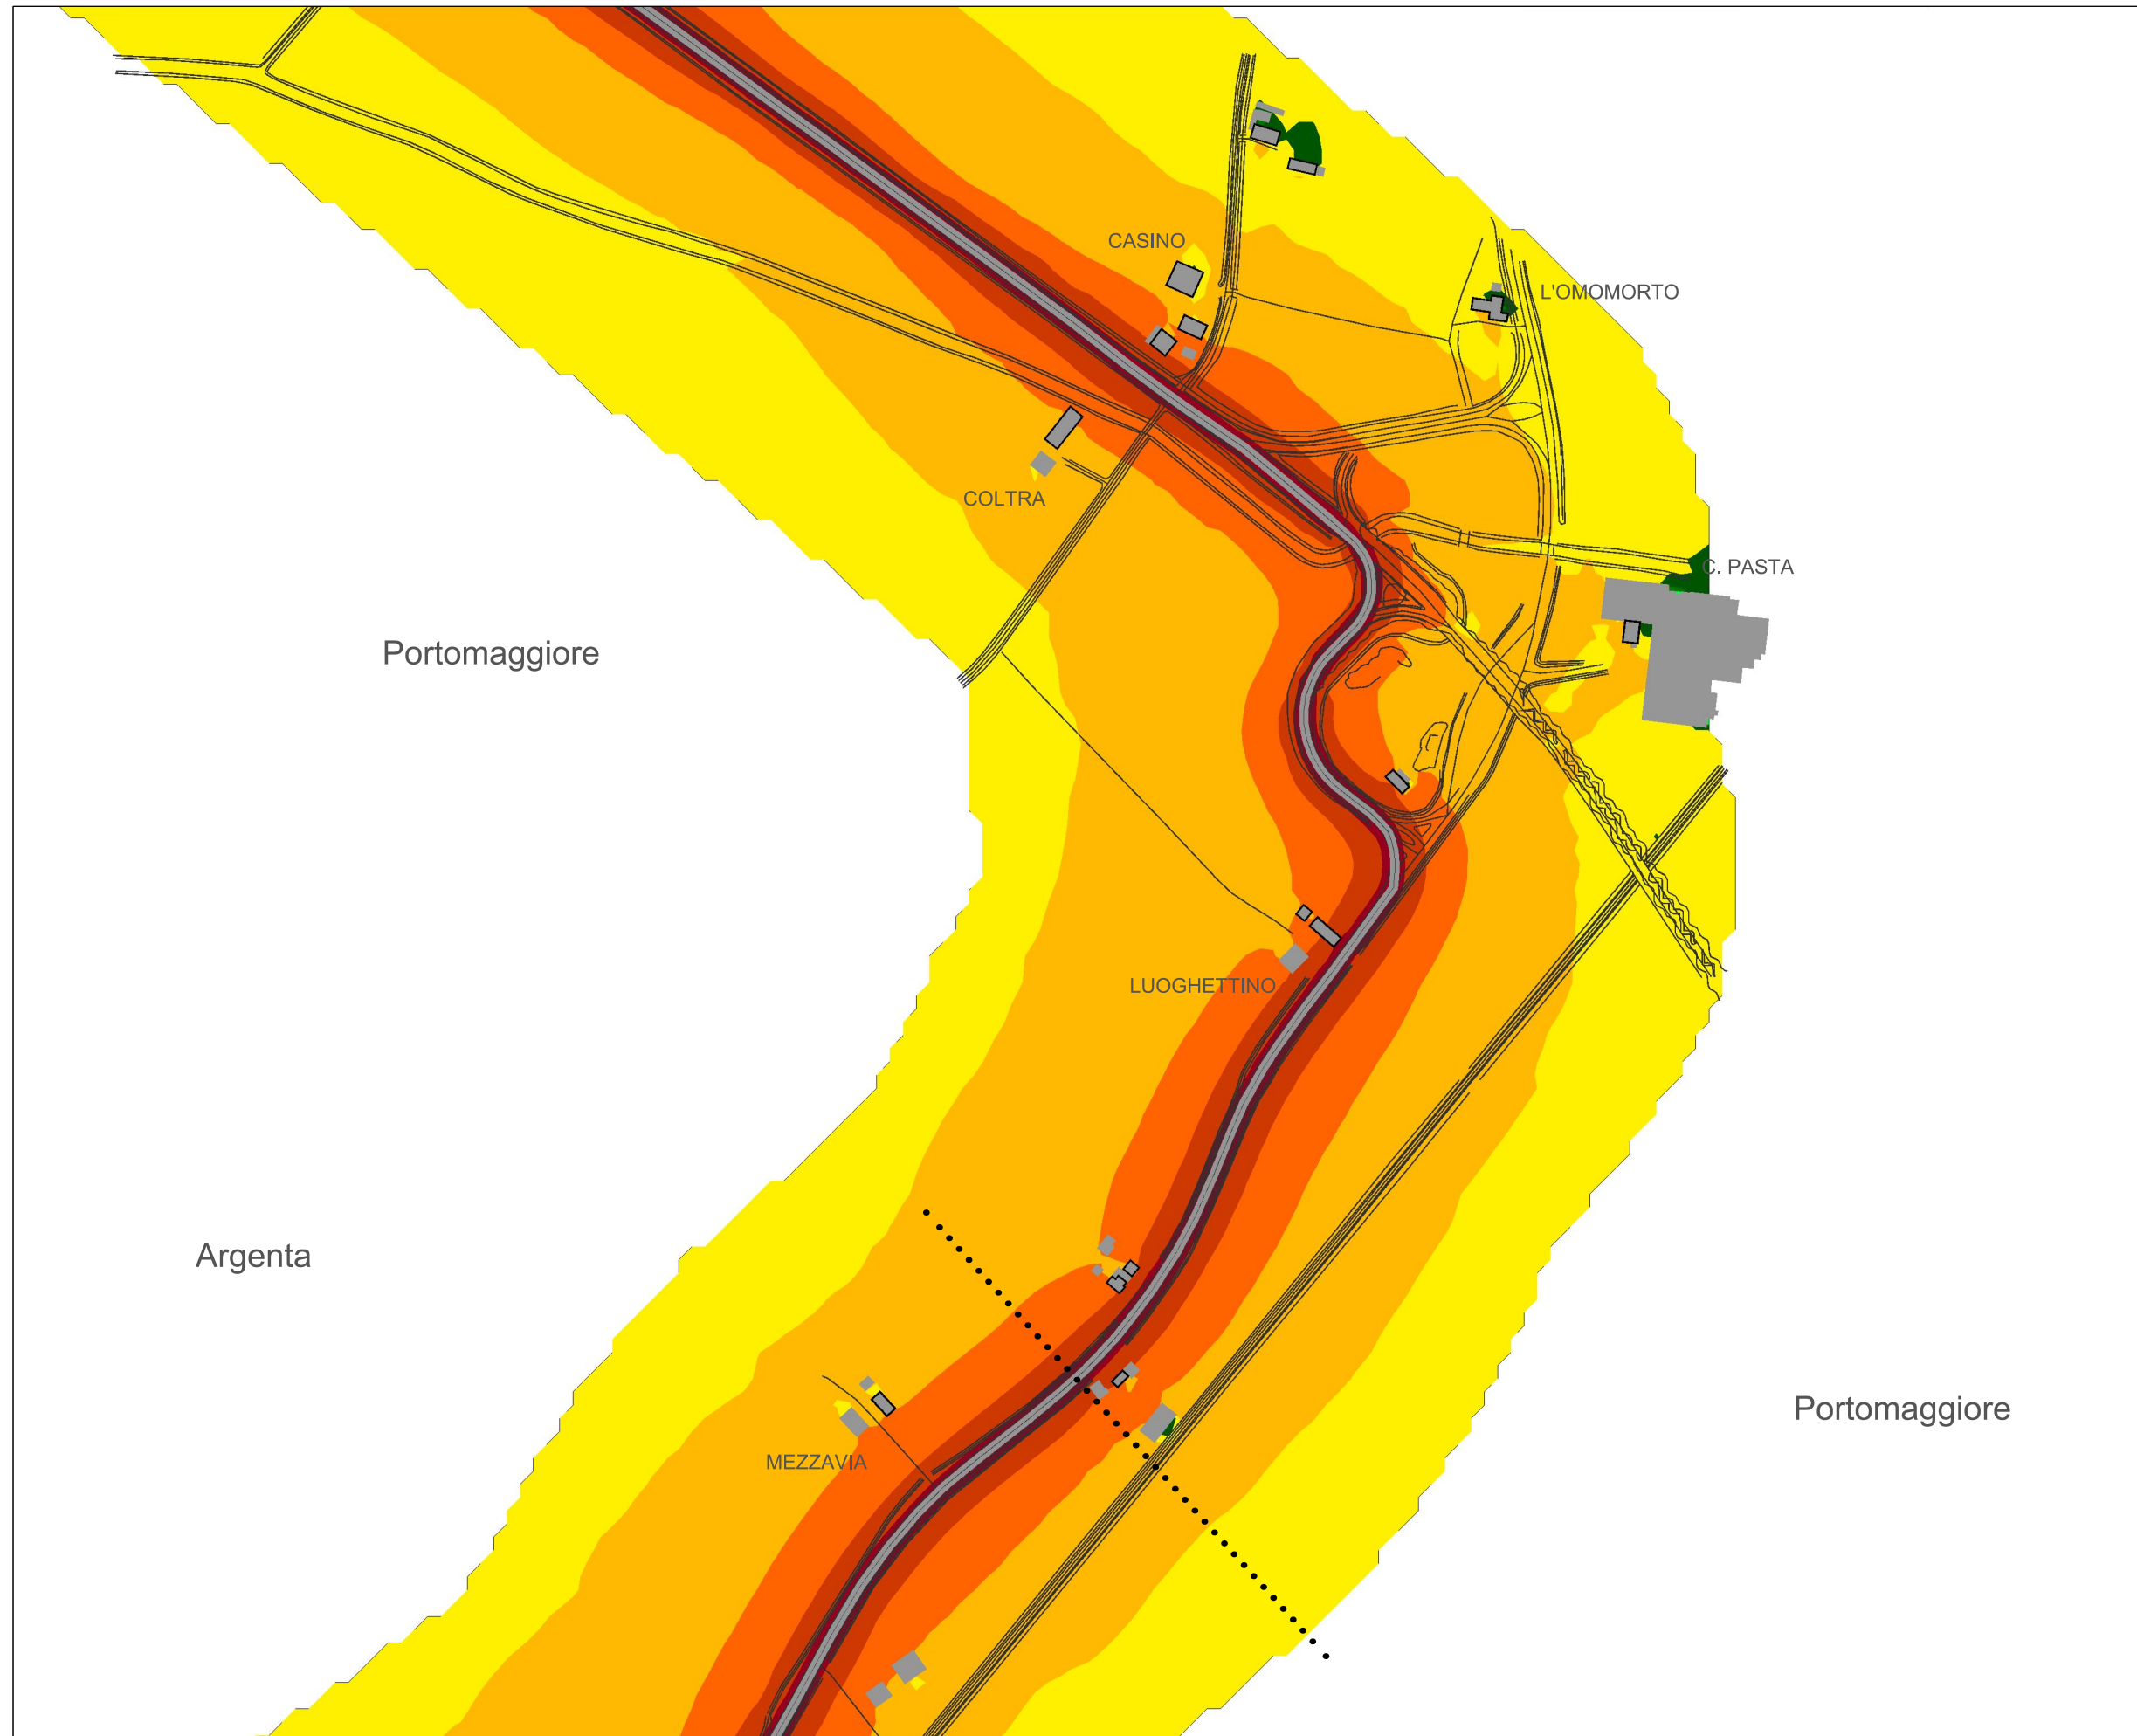 CASINO
L'OMOMORTO
COLTRA
C. PASTA
Portomaggiore
LUOGHETTINO
Argenta
Portomaggiore
MEZZAVIA